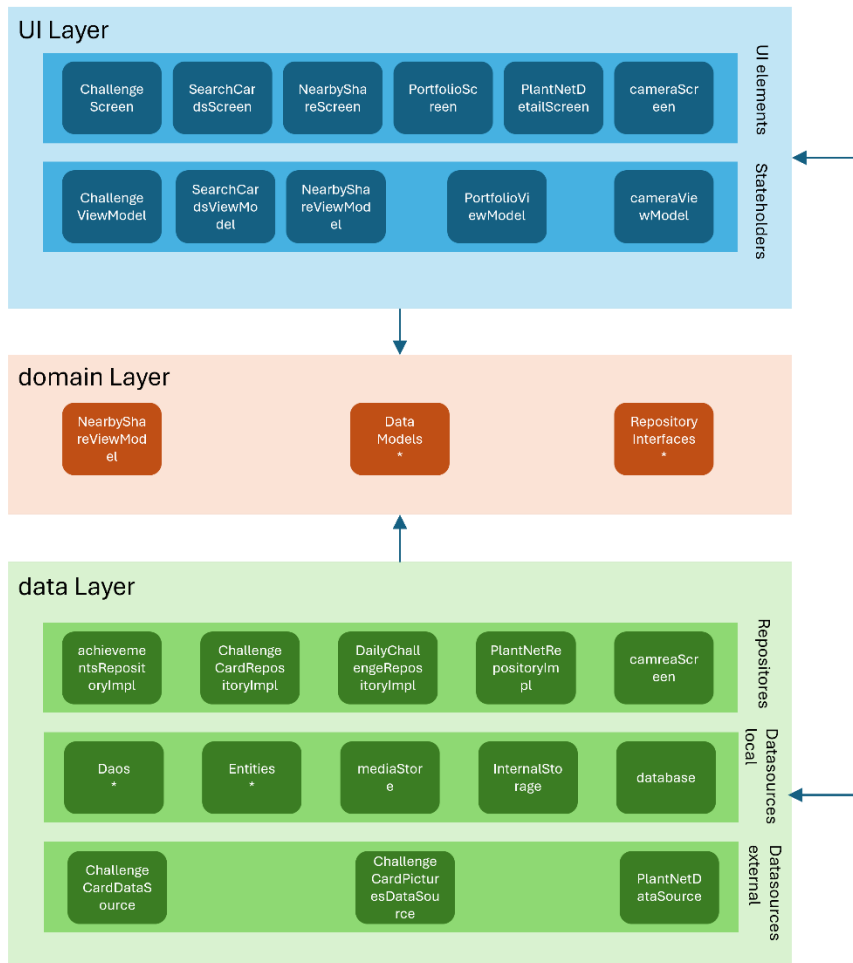 UI Layer
Challenge
Screen
SearchCar
dsScreen
NearbySha
reScreen
PortfolioSc
reen
PlantNetD
etailScreen
cameraScr
een
UI elements
Challenge
ViewModel
SearchCar
dsViewMo
del
NearbySha
reViewMod
el
PortfolioVi
ewModel
cameraVie
wModel
Stateholders
domain Layer
NearbySha
reViewMod
el
Data
Models
*
Repository
Interfaces
*
data Layer
achieveme
ntsReposit
oryImpl
Challenge
CardRepos
itoryImpl
DailyChall
engeRepos
itoryImpl
PlantNetRe
positoryIm
pl
camreaScr
een
Repositores
Daos
*
Entities
*
mediaStor
e
InternalSto
rage
database
Datasources
local
Challenge
CardDataS
ource
Challenge
CardPictur
esDataSou
rce
PlantNetD
ataSource
Datasources
external